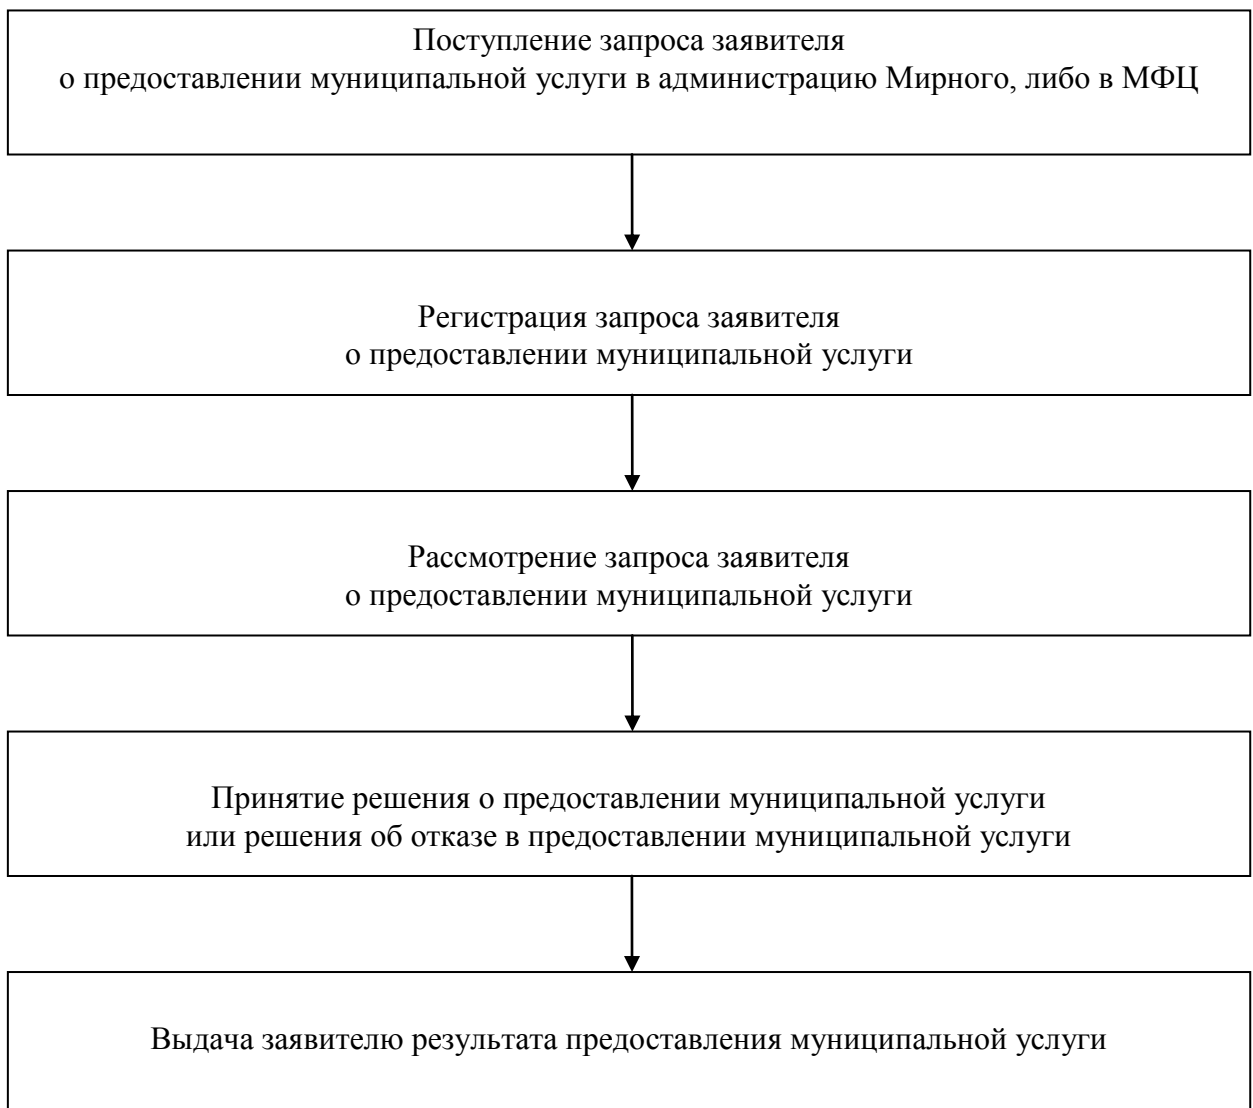 Поступление запроса заявителя
о предоставлении муниципальной услуги в администрацию Мирного, либо в МФЦ
Регистрация запроса заявителя
о предоставлении муниципальной услуги
Рассмотрение запроса заявителя
о предоставлении муниципальной услуги
Принятие решения о предоставлении муниципальной услуги
или решения об отказе в предоставлении муниципальной услуги
Выдача заявителю результата предоставления муниципальной услуги